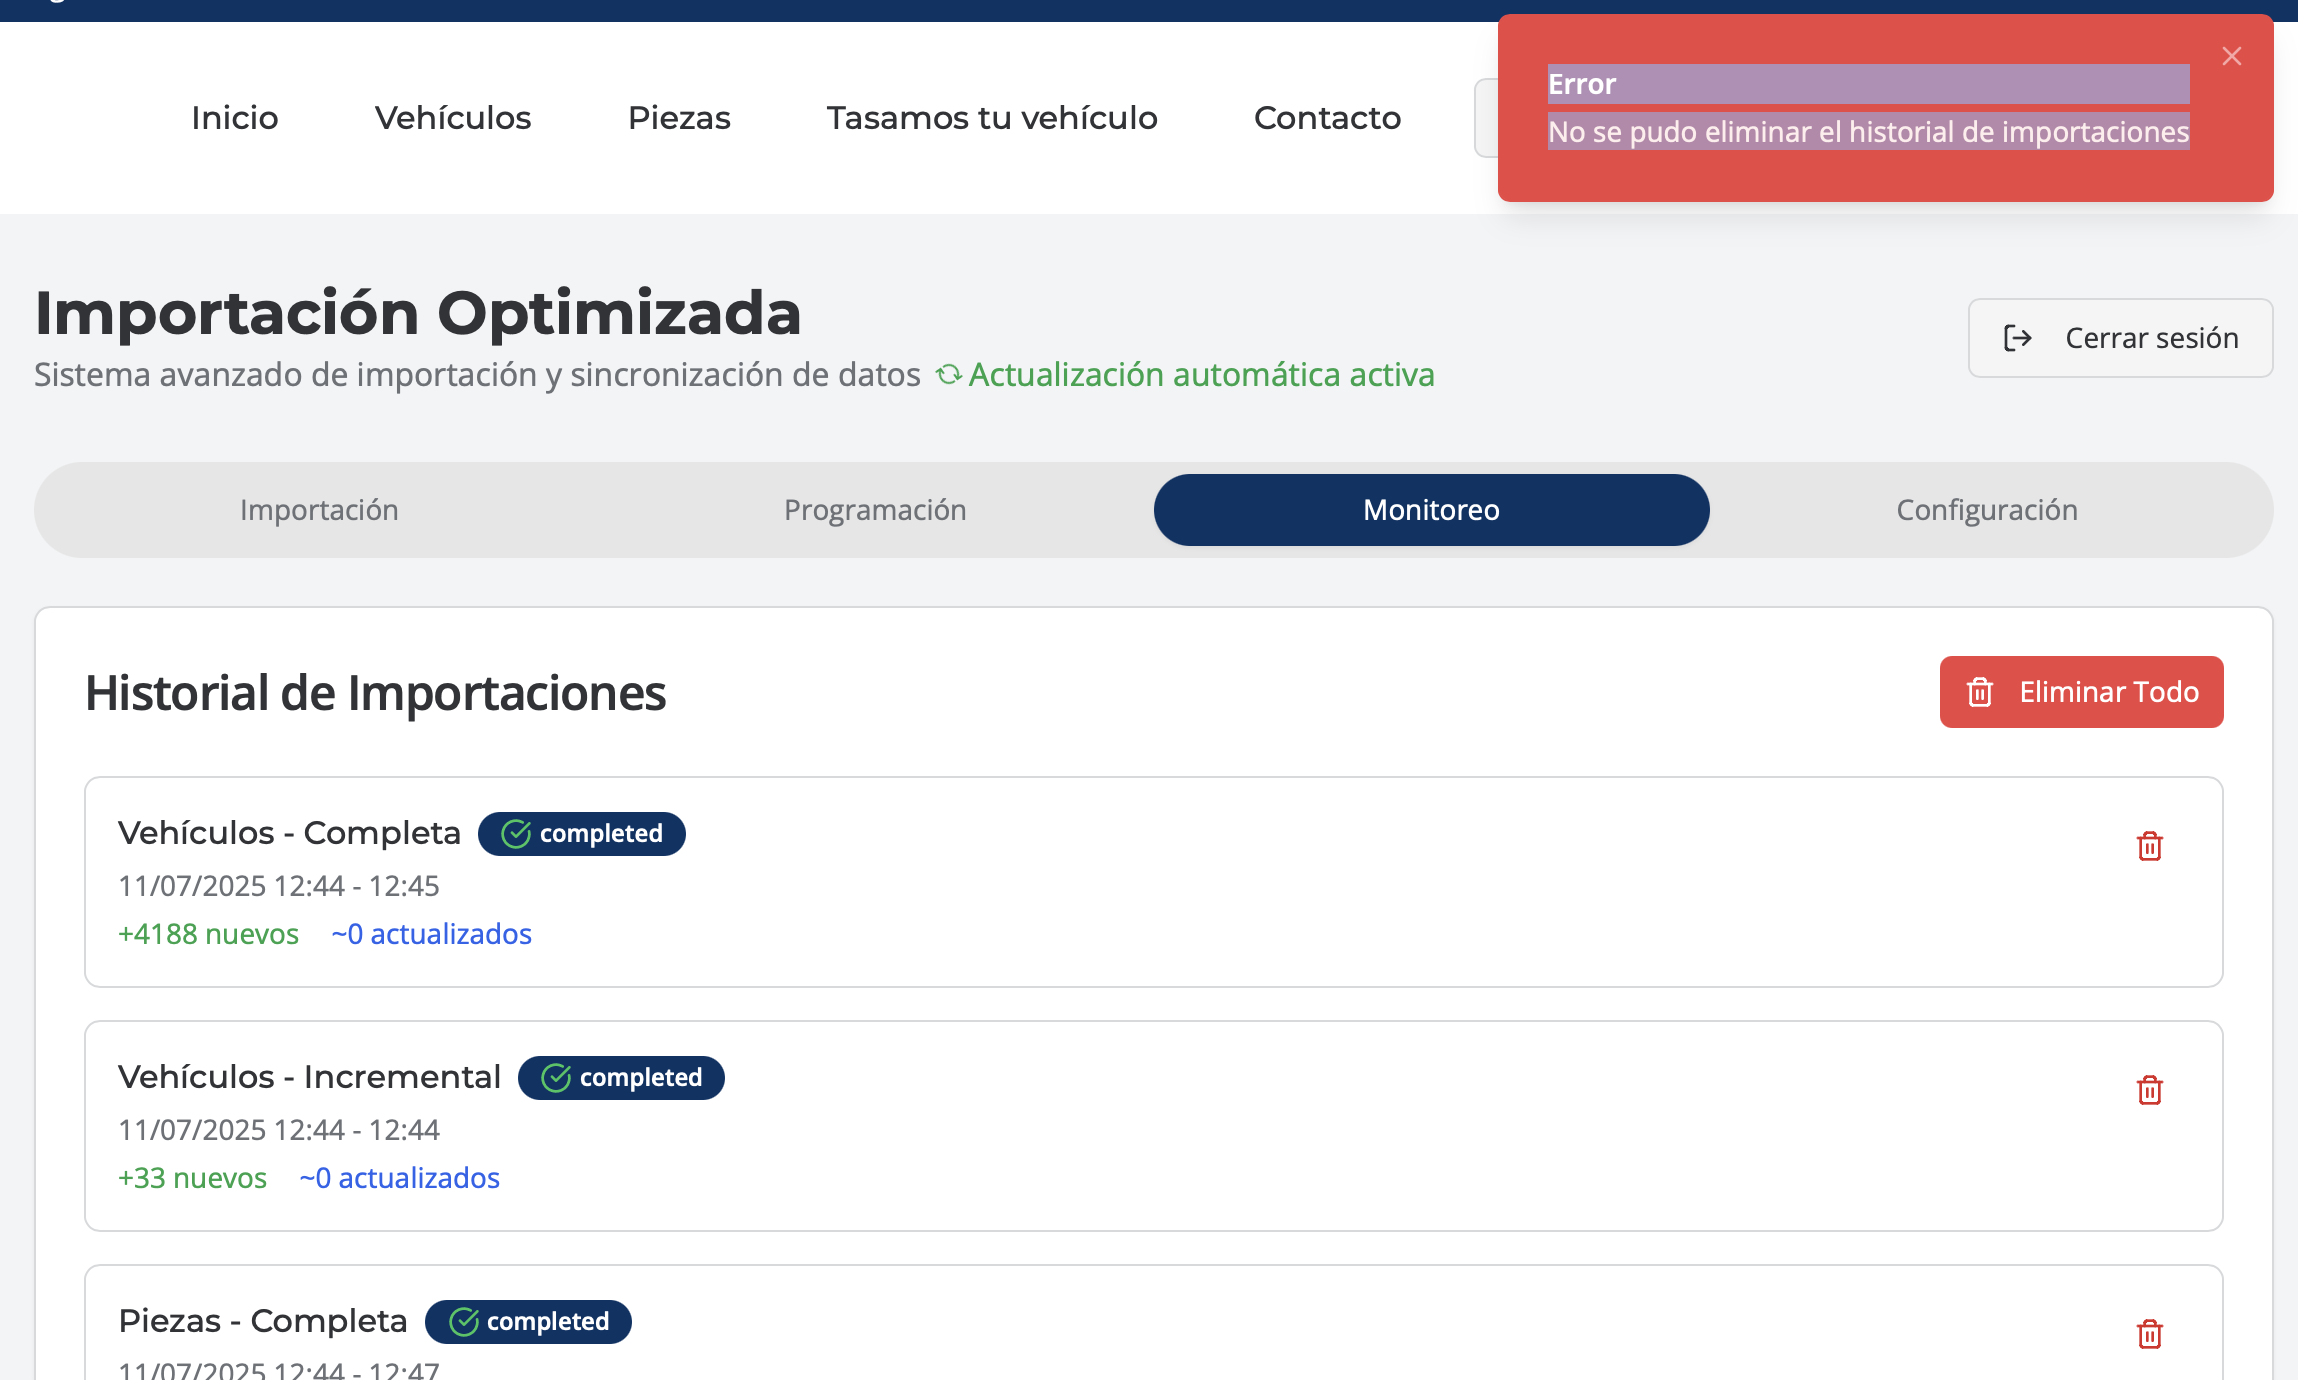 Inicio
Vehículos
Piezas
Tasamos tu vehículo
Contacto
Error
No se pudo eliminar el historial de importaciones
Importación Optimizada
Sistema avanzado de importación y sincronización de datos Actualización automática activa
Cerrar sesión
Importación
Programación
Monitoreo
Configuración
Historial de Importaciones
Eliminar Todo
Vehículos - Completa completed
11/07/2025 12:44 - 12:45
+4188 nuevos ~0 actualizados
Vehículos - Incremental completed
11/07/2025 12:44 - 12:44
+33 nuevos ~0 actualizados
Piezas - Completa completed
11/07/2025 12:44 - 12:47